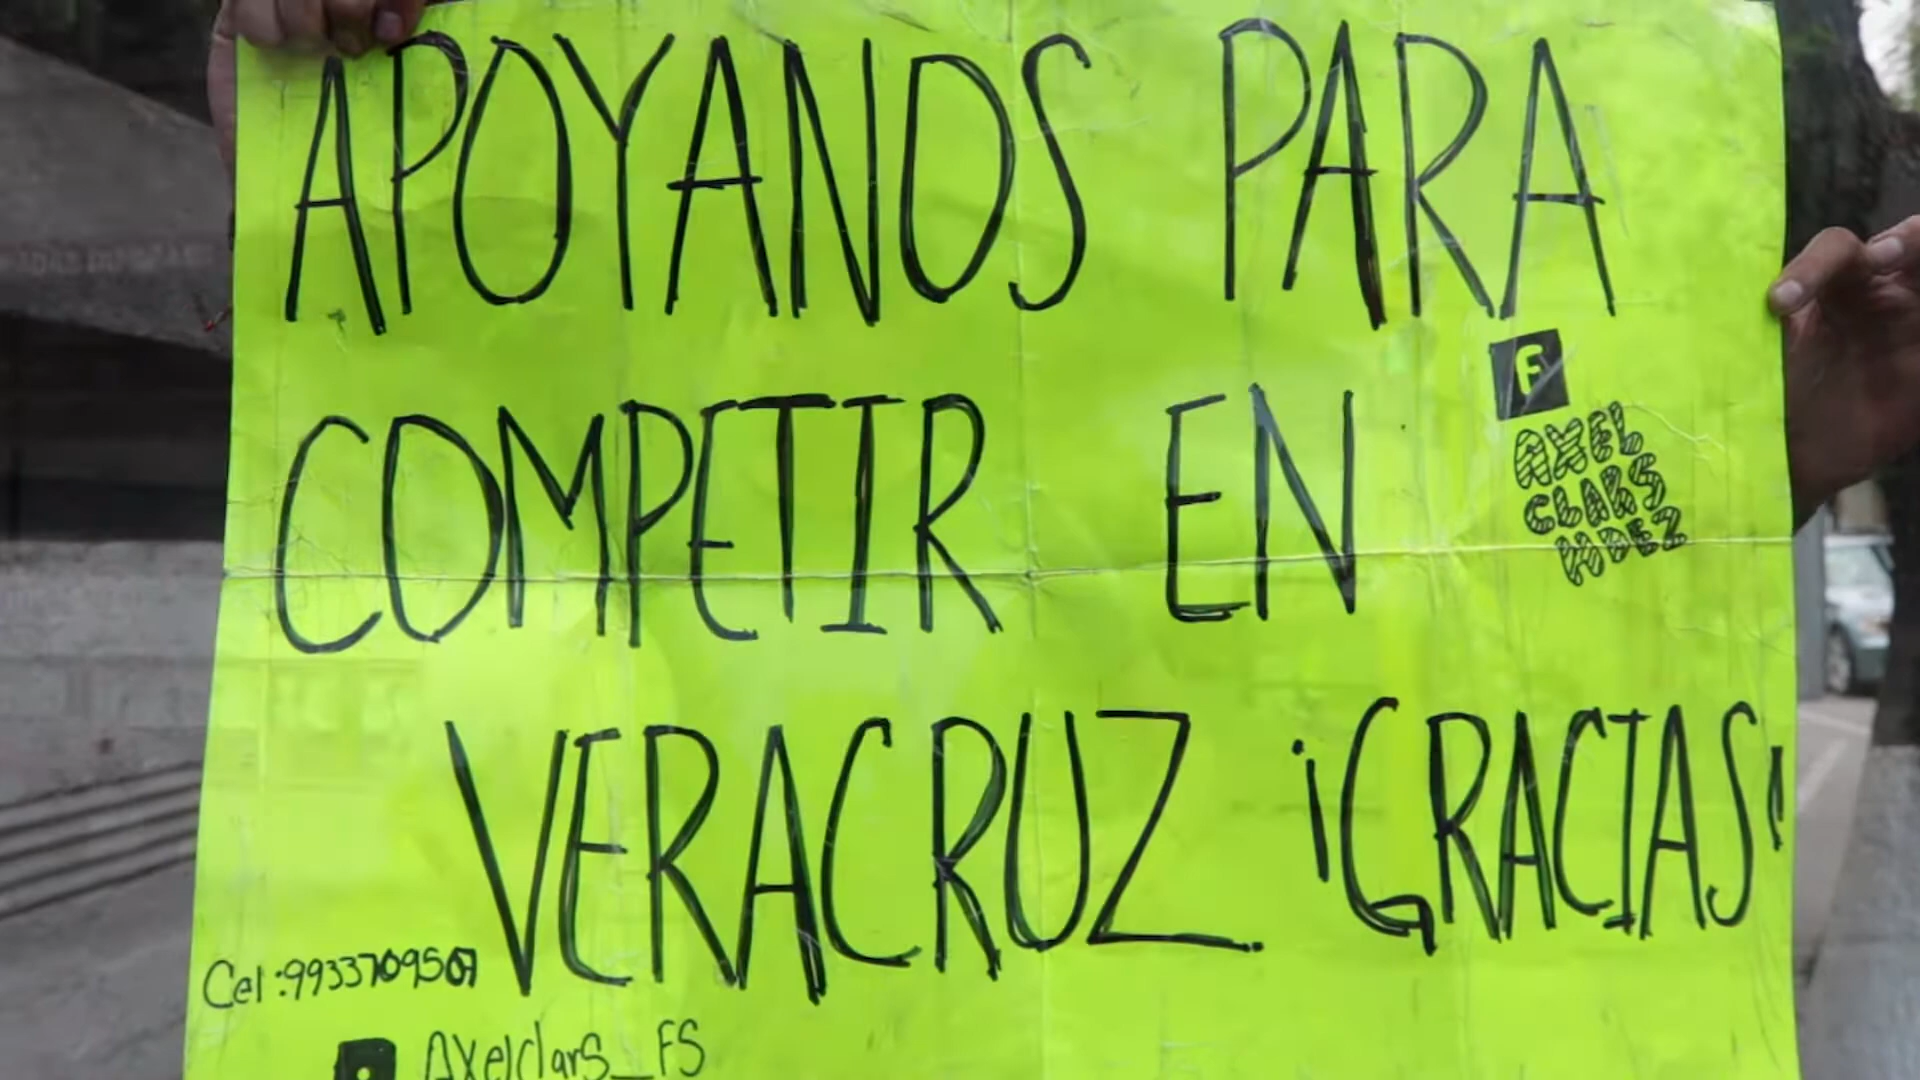 APOYANOS PARA
COMPETIR EN
F
AXEL
CLARS
HDEZ
VERACRUZ ¡GRACIAS!
Cel:9933709507
Axelclars_FS